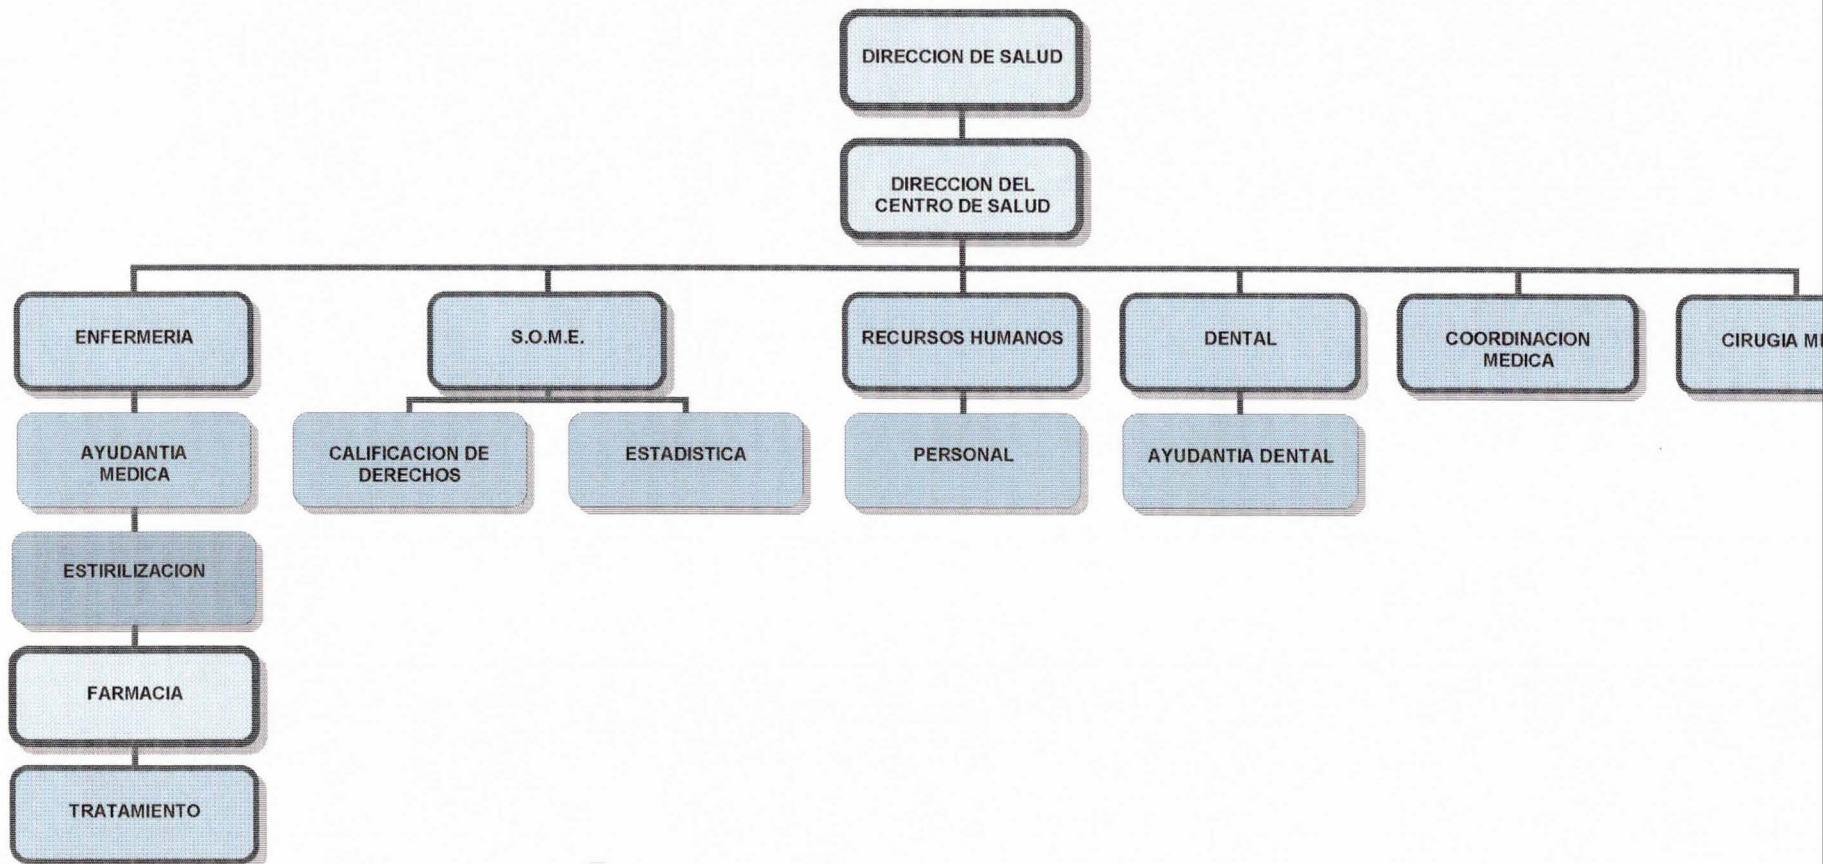 DIRECCION DE SALUD
DIRECCION DEL
CENTRO DE SALUD
ENFERMERIA
S.O.M.E.
RECURSOS HUMANOS
DENTAL
COORDINACION
MEDICA
CIRUGIA
AYUDANTIA
MEDICA
CALIFICACION DE
DERECHOS
ESTADISTICA
PERSONAL
AYUDANTIA DENTAL
ESTIRILIZACION
FARMACIA
TRATAMIENTO